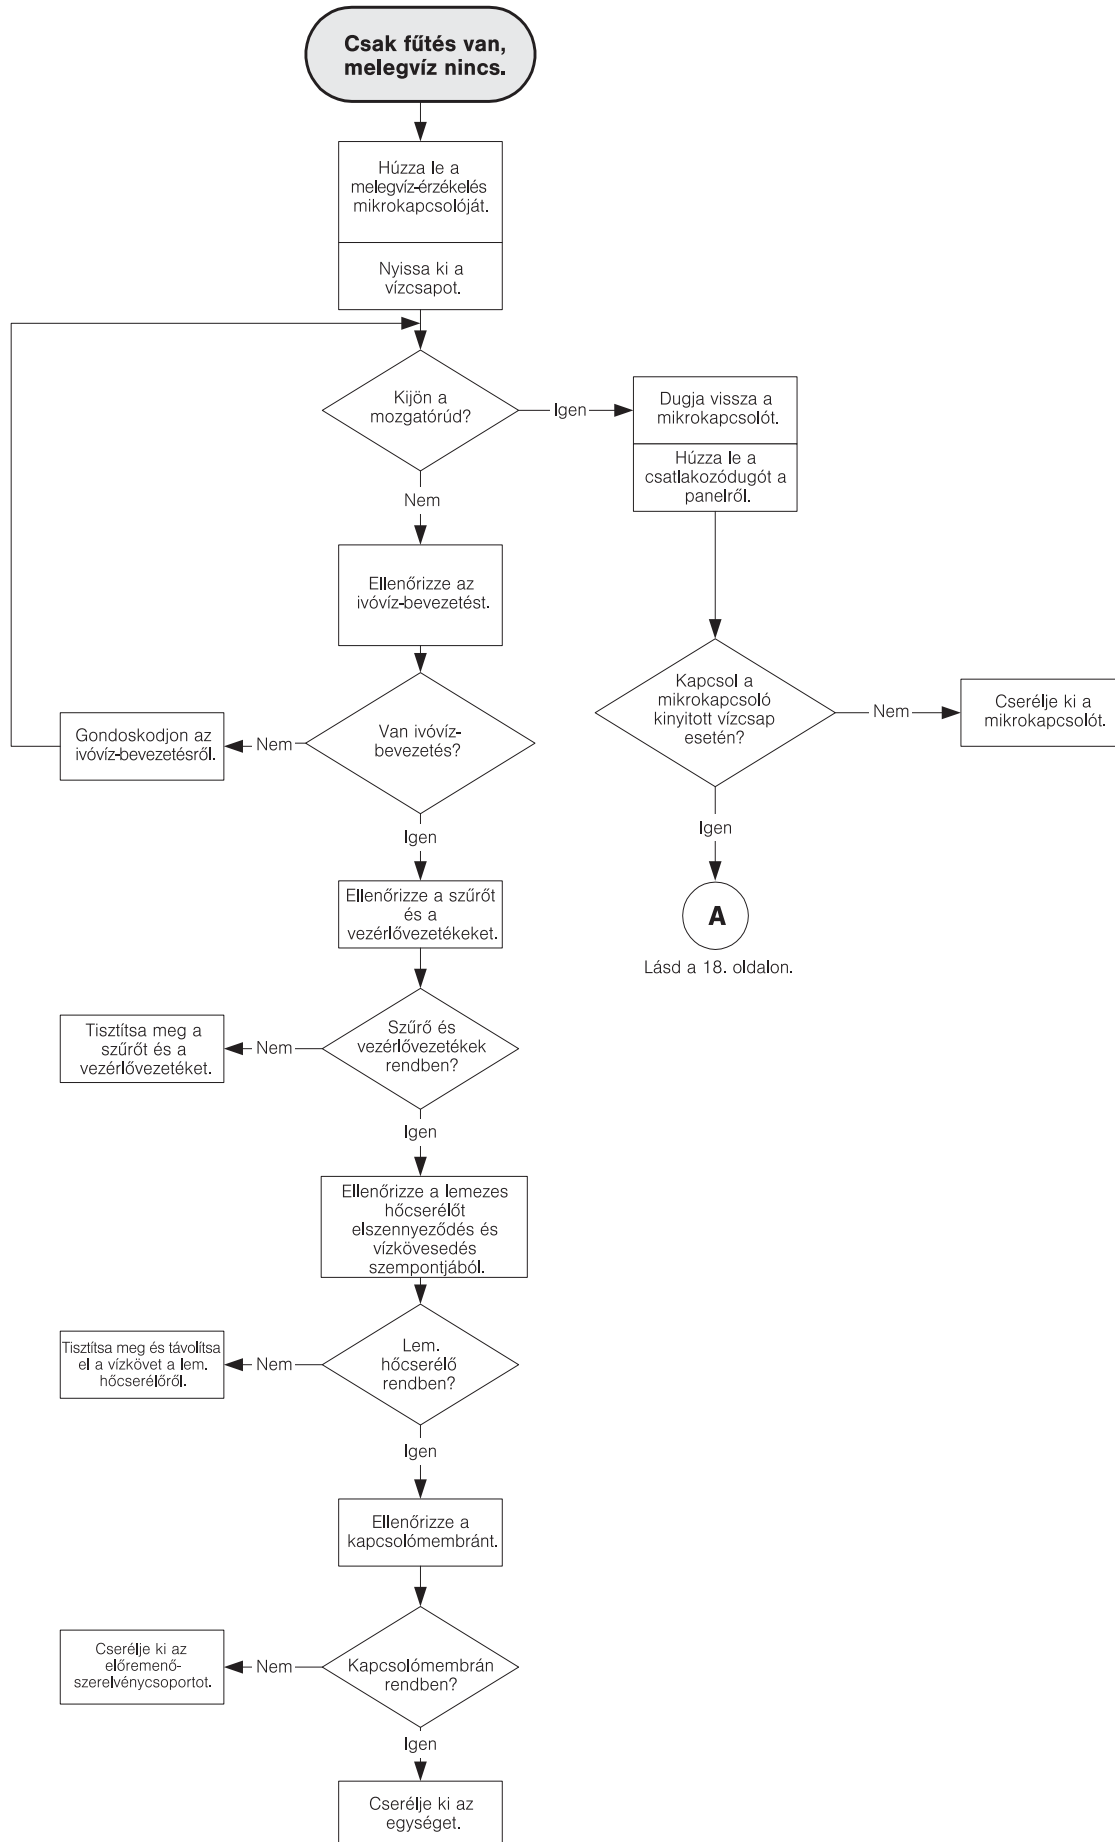 Csak fűtés van,
melegvíz nincs.
Húzza le a
melegvíz-érzékelés
mikrokapcsolóját.
Nyissa ki a
vízcsapot.
Kijön a
mozgatórúd?
Igen
Dugja vissza a
mikrokapcsolót.
Húzza le a
csatlakozódugót a
panelről.
Nem
Ellenőrizze az
ivóvíz-bevezetést.
Kapcsol a
mikrokapcsoló
kinyitott vízcsap
esetén?
Nem
Cserélje ki a
mikrokapcsolót.
Van ivóvíz-
bevezetés?
Nem
Gondoskodjon az
ivóvíz-bevezetésről.
Igen
Igen
A
Lásd a 18. oldalon.
Ellenőrizze a szűrőt
és a
vezérlővezetékeket.
Szűrő és
vezérlővezetékek
rendben?
Nem
Tisztítsa meg a
szűrőt és a
vezérlővezetéket.
Igen
Ellenőrizze a lemezes
hőcserélőt
elszennyeződés és
vízkövesedés
szempontjából.
Lem.
hőcserélő
rendben?
Nem
Tisztítsa meg és távolítsa
el a vízkövet a lem.
hőcserélőről.
Igen
Ellenőrizze a
kapcsolómembránt.
Kapcsolómembrán
rendben?
Nem
Cserélje ki az
előremenő-
szerelvénycsoportot.
Igen
Cserélje ki az
egységet.